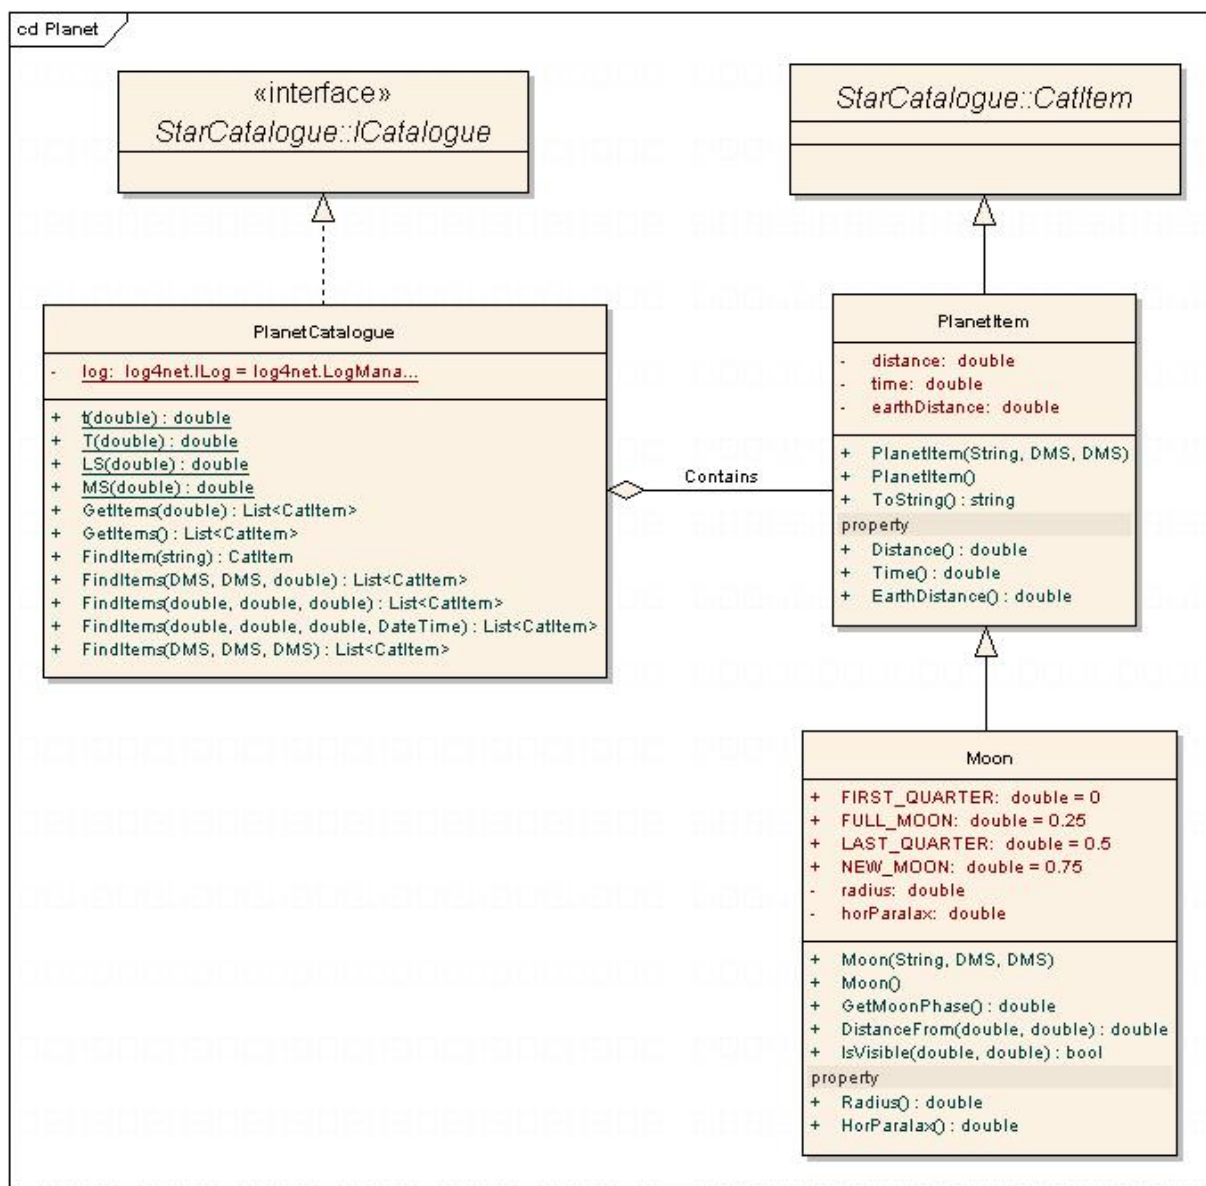 cd Planet
«interface»
StarCatalogue::ICatalogue
StarCatalogue::CatItem
PlanetCatalogue
- log: log4net.ILog = log4net.LogMana...
+ t(double) : double
+ T(double) : double
+ LS(double) : double
+ MS(double) : double
+ GetItems(double) : List<CatItem>
+ GetItems() : List<CatItem>
+ FindItem(string) : CatItem
+ FindItems(DMS, DMS, double) : List<CatItem>
+ FindItems(double, double, double) : List<CatItem>
+ FindItems(double, double, double, DateTime) : List<CatItem>
+ FindItems(DMS, DMS, DMS) : List<CatItem>
Contains
PlanetItem
- distance: double
- time: double
- earthDistance: double
+ PlanetItem(String, DMS, DMS)
+ PlanetItem()
+ ToString() : string
property
+ Distance() : double
+ Time() : double
+ EarthDistance() : double
Moon
+ FIRST_QUARTER: double = 0
+ FULL_MOON: double = 0.25
+ LAST_QUARTER: double = 0.5
+ NEW_MOON: double = 0.75
- radius: double
- horParalax: double
+ Moon(String, DMS, DMS)
+ Moon()
+ GetMoonPhase() : double
+ DistanceFrom(double, double) : double
+ IsVisible(double, double) : bool
property
+ Radius() : double
+ HorParalax() : double